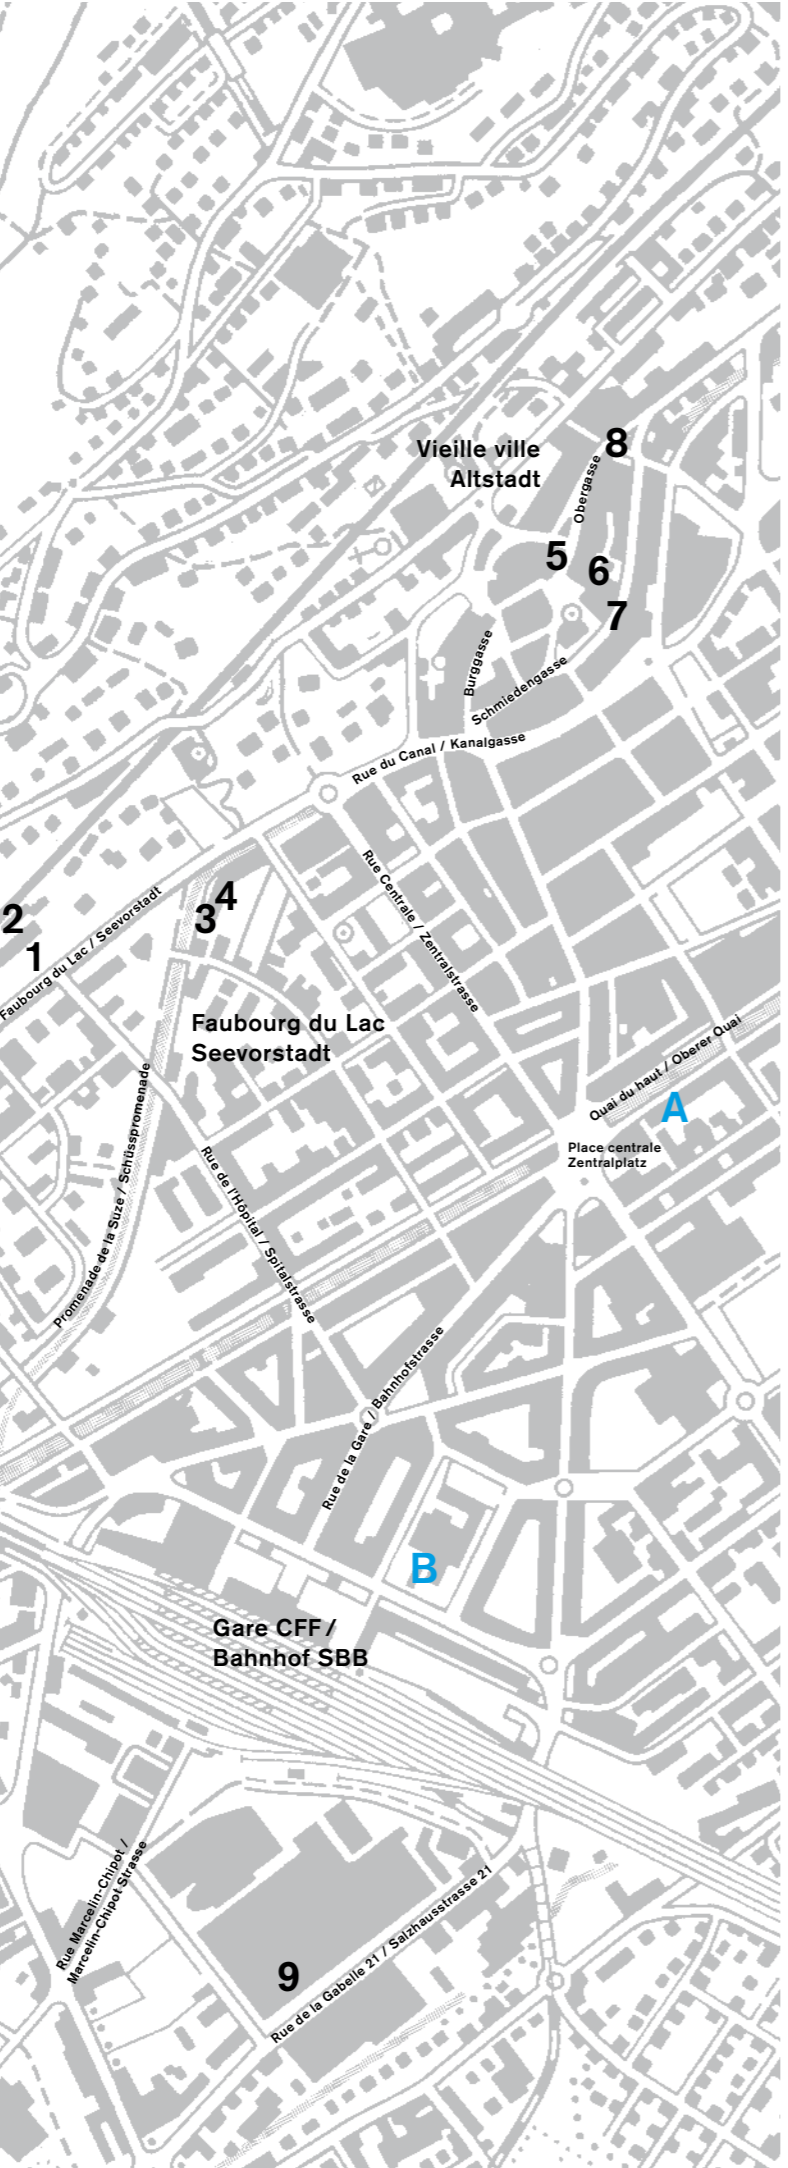 8
Vieille ville
Altstadt
Obergasse
5
6
7
Burggasse
Schmiedengasse
Rue du Canal / Kanalgasse
Rue Centrale / Zentralstrasse
4
3
2
1
Faubourg du Lac / Seevorstadt
Faubourg du Lac
Seevorstadt
Quai du haut / Oberer Quai
A
Place centrale
Zentralplatz
Promenade de la Suze / Schüsspromenade
Rue de l'Hôpital / Spitalstrasse
Rue de la Gare / Bahnhofstrasse
B
Gare CFF /
Bahnhof SBB
Rue Marcelin-Chipot /
Marcelin-Chipot Strasse
9
Rue de la Gabelle 21 / Salzhausstrasse 21